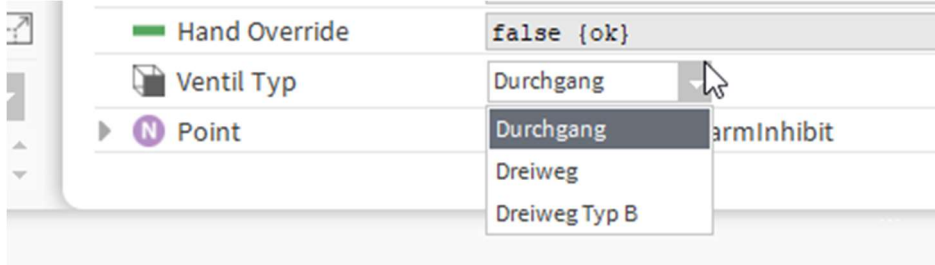 Hand Override false {ok}
Ventil Typ Durchgang
N Point armInhibit
Durchgang
Dreiweg
Dreiweg Typ B